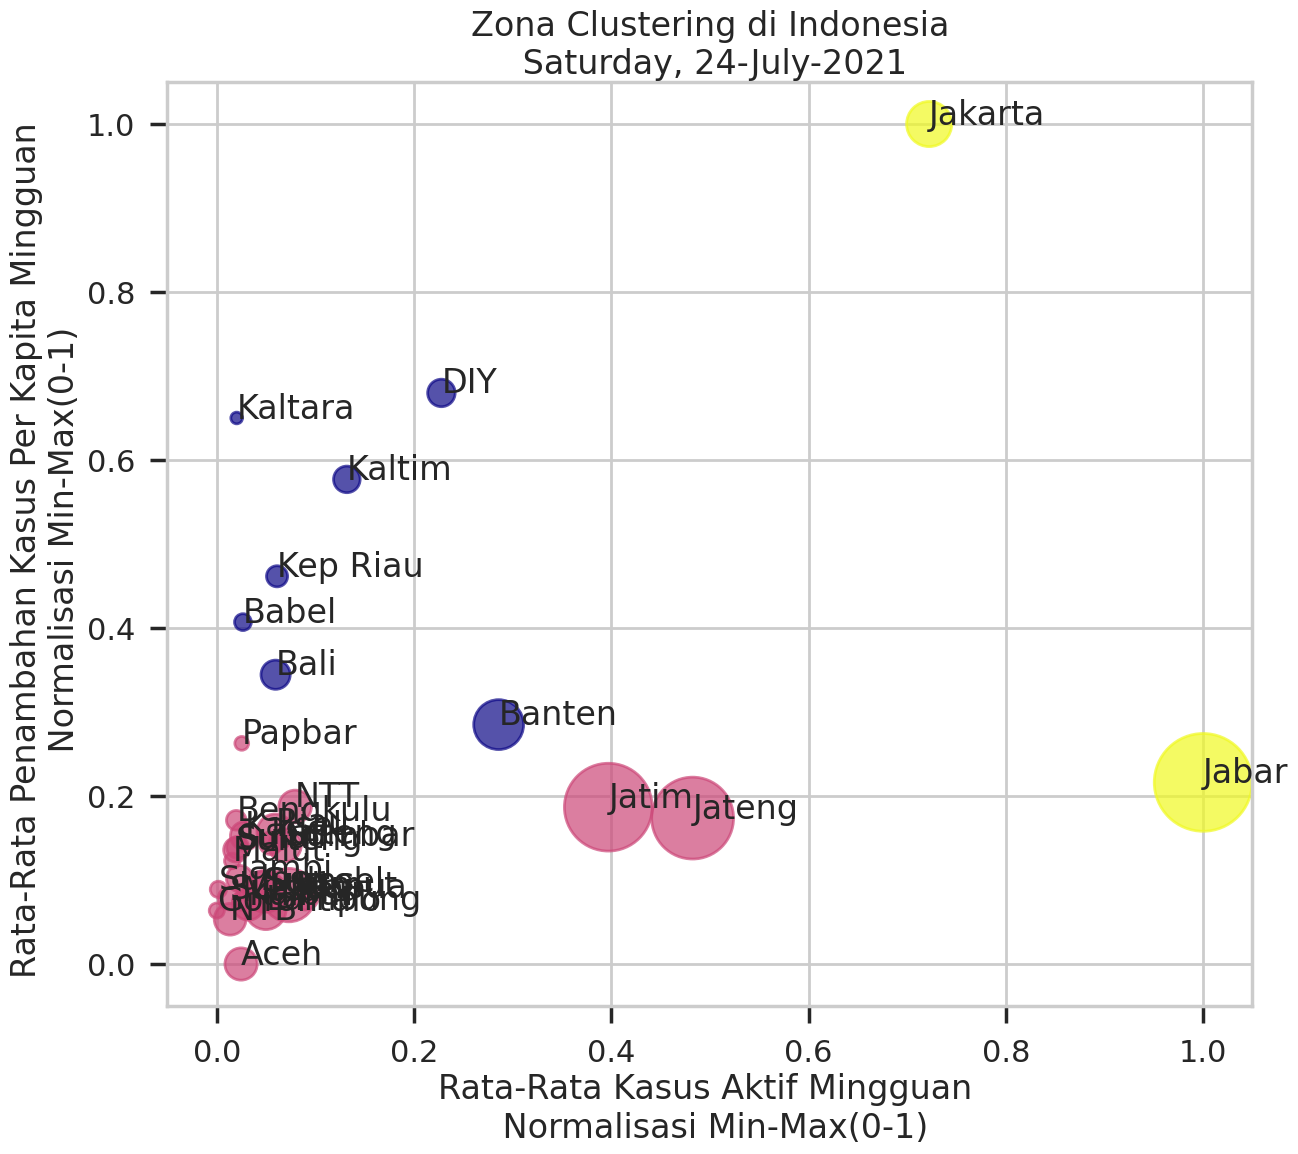 Zona Clustering di Indonesia
Saturday, 24-July-2021
Rata-Rata Penambahan Kasus Per Kapita Mingguan
Normalisasi Min-Max(0-1)
1.0
0.8
0.6
0.4
0.2
0.0
Jakarta
DIY
Kaltara
Kaltim
Kep Riau
Babel
Bali
Banten
Papbar
Jabar
Jatim
Jateng
NTT
Bengkulu
Jambi
NTB
Aceh
0.0 0.2 0.4 0.6 0.8 1.0
Rata-Rata Kasus Aktif Mingguan
Normalisasi Min-Max(0-1)